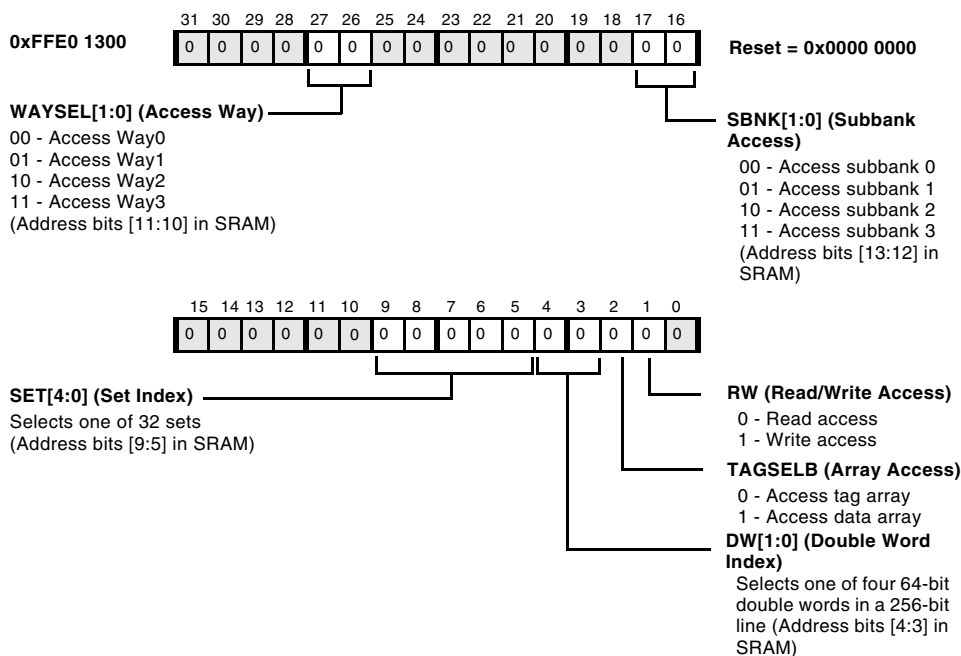 31 30 29 28 27 26 25 24 23 22 21 20 19 18 17 16
0xFFE0 1300
0 0 0 0 0 0 0 0 0 0 0 0 0 0 0 0
Reset = 0x0000 0000
WAYSEL[1:0] (Access Way)
00 - Access Way0
01 - Access Way1
10 - Access Way2
11 - Access Way3
(Address bits [11:10] in SRAM)
SBNK[1:0] (Subbank
Access)
00 - Access subbank 0
01 - Access subbank 1
10 - Access subbank 2
11 - Access subbank 3
(Address bits [13:12] in
SRAM)
15 14 13 12 11 10 9 8 7 6 5 4 3 2 1 0
0 0 0 0 0 0 0 0 0 0 0 0 0 0 0 0
SET[4:0] (Set Index)
Selects one of 32 sets
(Address bits [9:5] in SRAM)
RW (Read/Write Access)
0 - Read access
1 - Write access
TAGSELB (Array Access)
0 - Access tag array
1 - Access data array
DW[1:0] (Double Word
Index)
Selects one of four 64-bit
double words in a 256-bit
line (Address bits [4:3] in
SRAM)